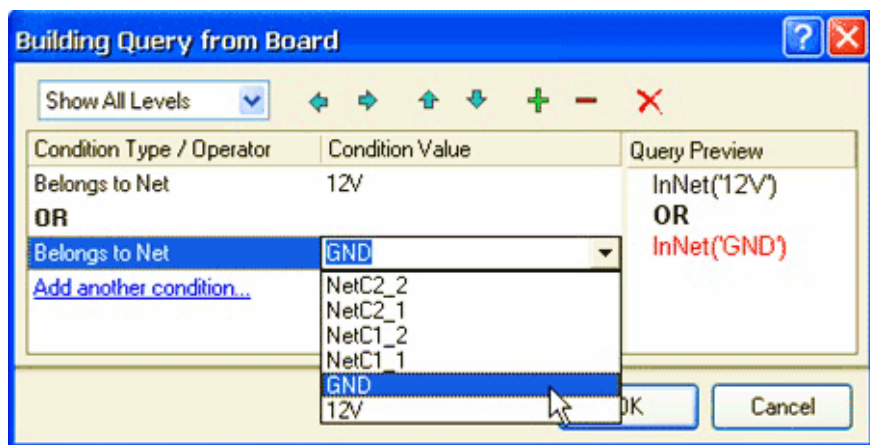 Building Query from Board
Show All Levels
Condition Type / Operator Condition Value Query Preview
Belongs to Net 12V InNet('12V')
OR OR
Belongs to Net GND InNet('GND')
Add another condition... NetC2_2
NetC2_1
NetC1_2
NetC1_1
GND
12V
Cancel